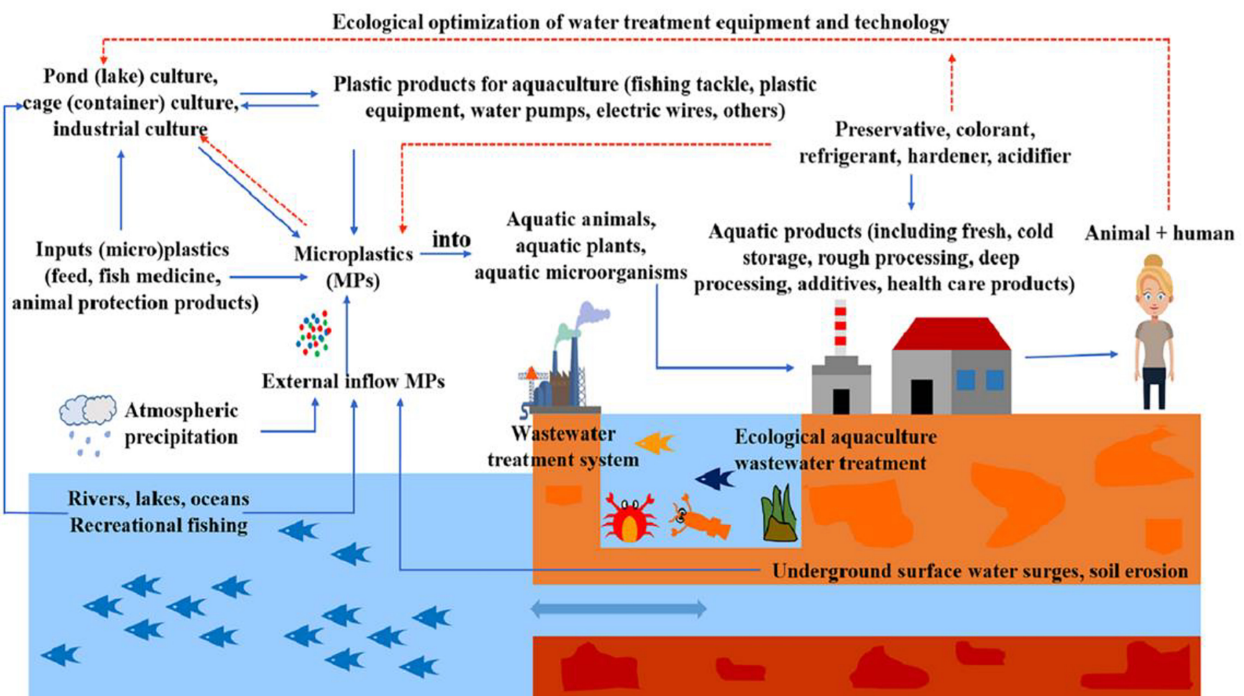 Ecological optimization of water treatment equipment and technology
Pond (lake) culture,
cage (container) culture,
industrial culture
Plastic products for aquaculture (fishing tackle, plastic
equipment, water pumps, electric wires, others)
Preservative, colorant,
refrigerant, hardener, acidifier
Inputs (micro)plastics
(feed, fish medicine,
animal protection products)
Microplastics
(MPs)
into
Aquatic animals,
aquatic plants,
aquatic microorganisms
Aquatic products (including fresh, cold
storage, rough processing, deep
processing, additives, health care products)
Animal + human
External inflow MPs
Atmospheric
precipitation
Wastewater
treatment system
Ecological aquaculture
wastewater treatment
Rivers, lakes, oceans
Recreational fishing
Underground surface water surges, soil erosion